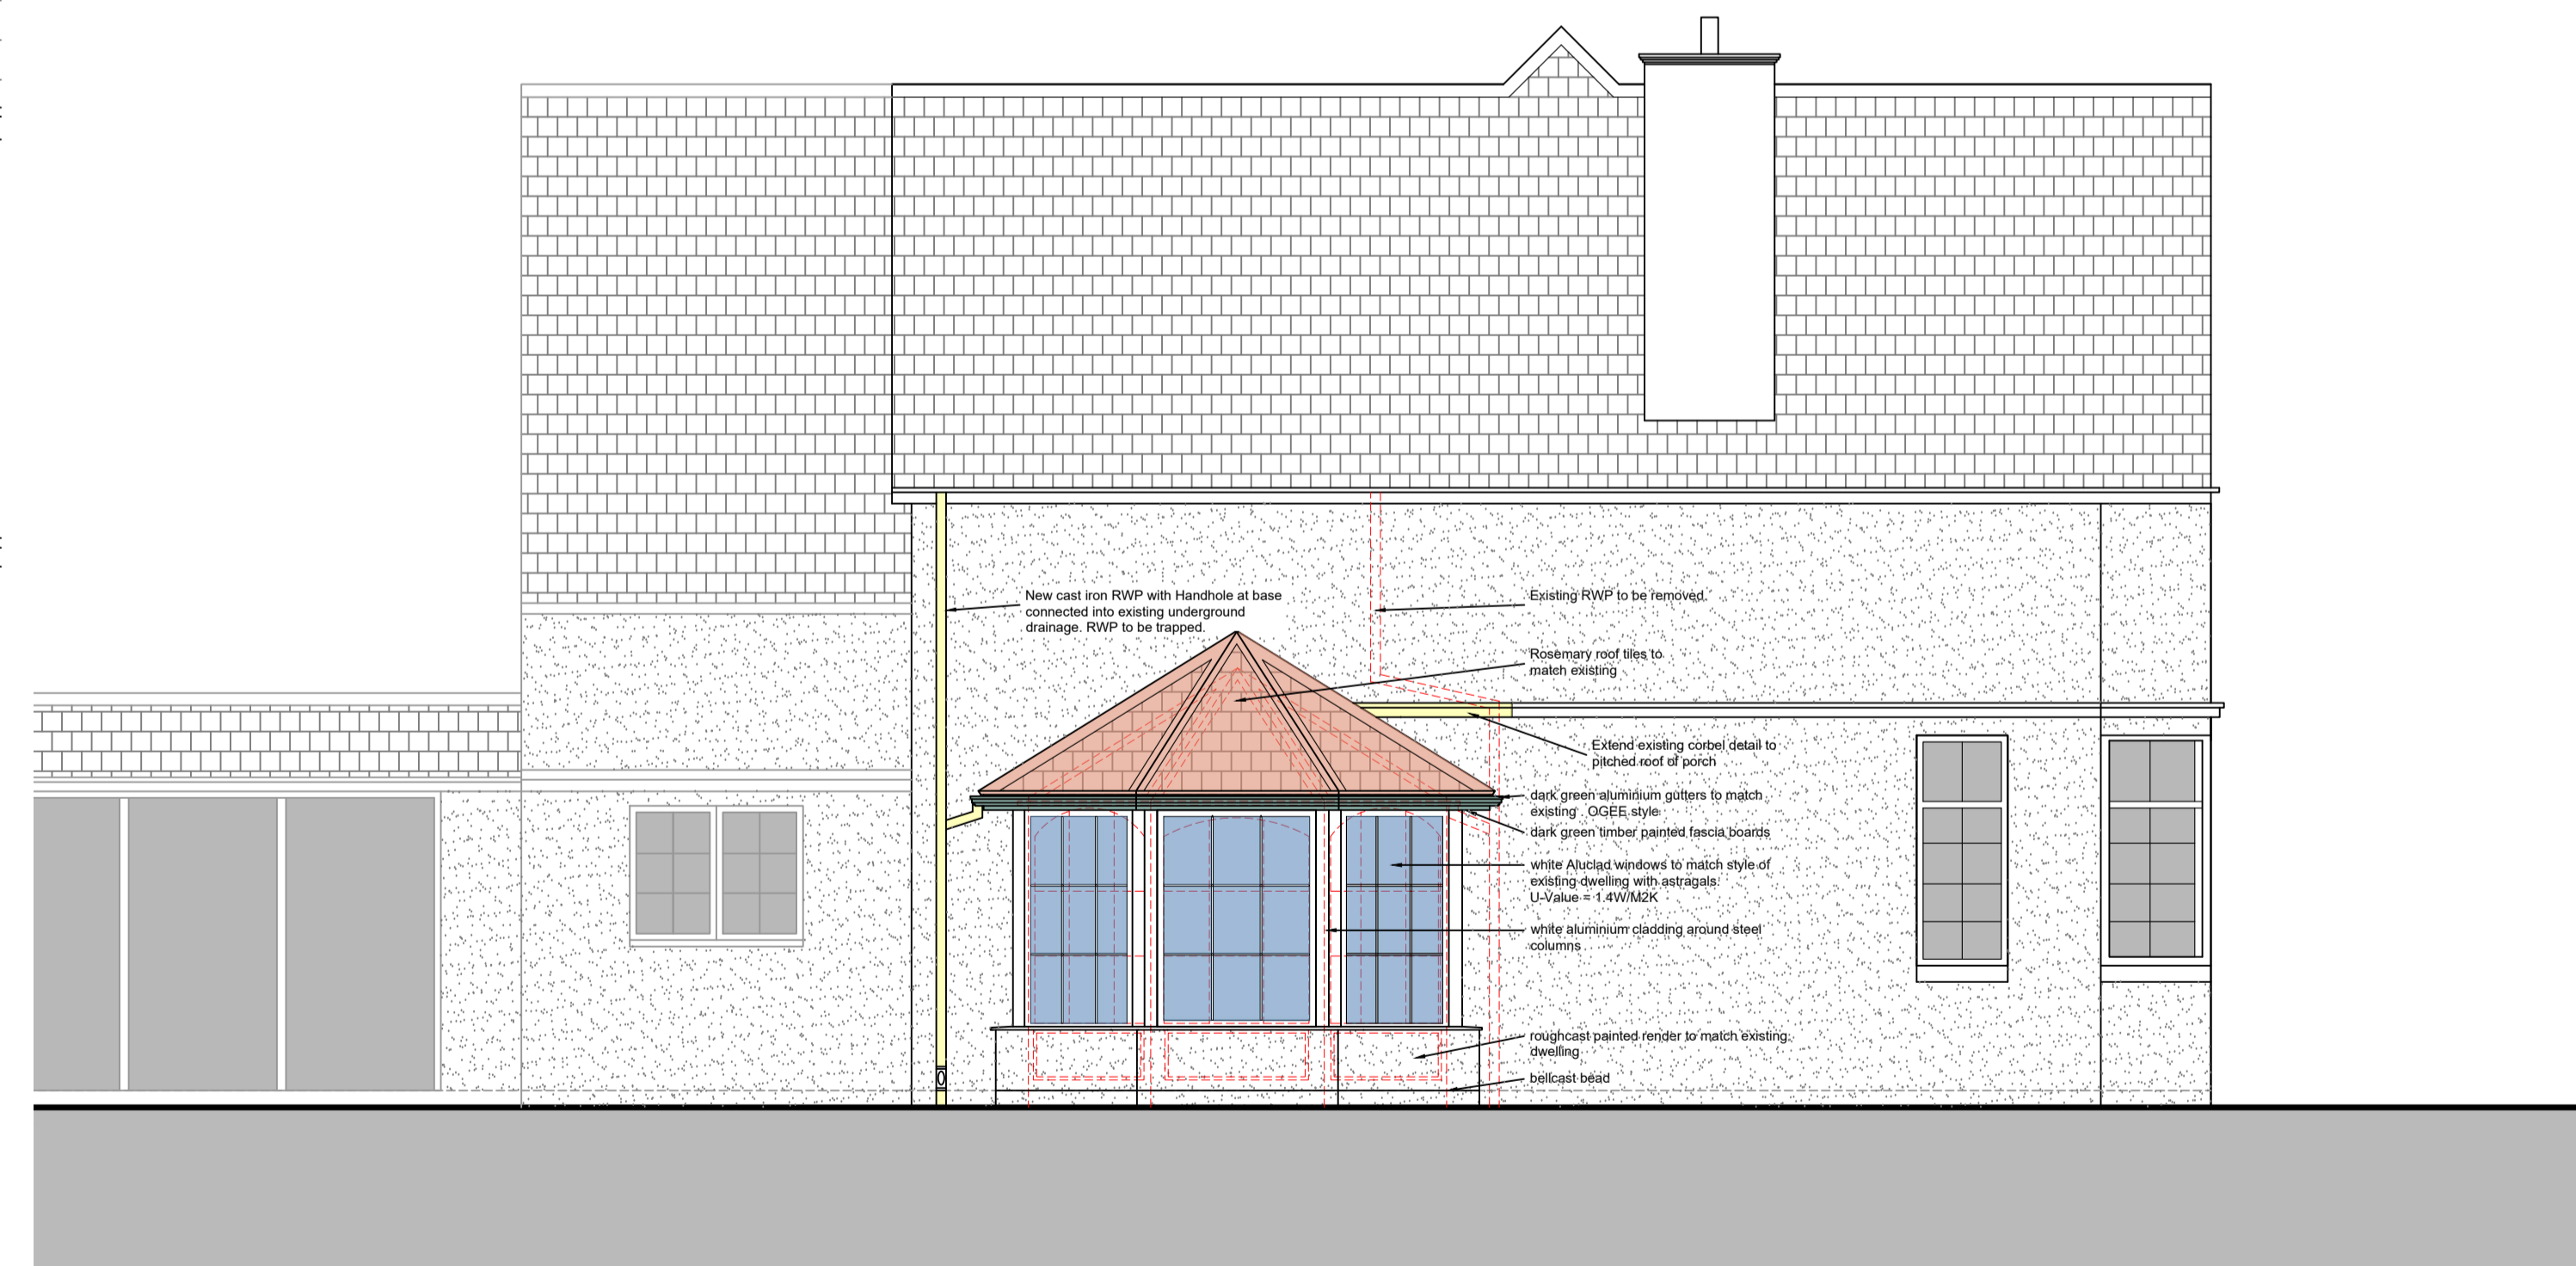 New cast iron RWP with Handhole at base
connected into existing underground
drainage. RWP to be trapped.
Existing RWP to be removed.
Rosemary roof tiles to
match existing
Extend existing corbel detail to
pitched roof of porch
dark green aluminium gutters to match
existing . OGEE style
dark green timber painted fascia boards
white Aluclad windows to match style of
existing dwelling with astragals.
U-Value = 1.4W/M2K
white aluminium cladding around steel
columns
roughcast painted render to match existing
dwelling
bellcast bead